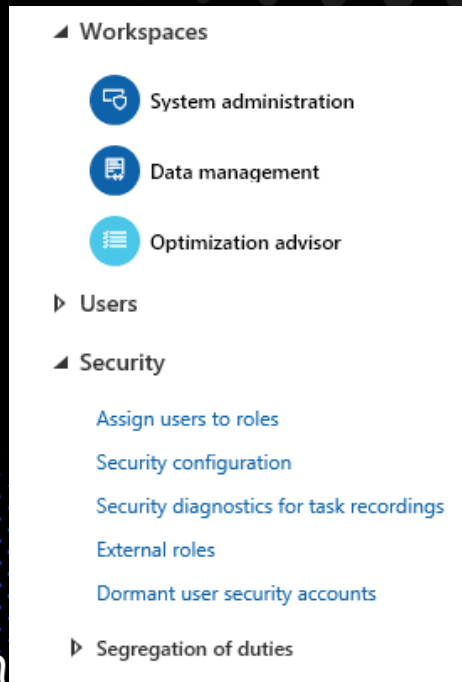 Workspaces
System administration
Data management
Optimization advisor
Users
Security
Assign users to roles
Security configuration
Security diagnostics for task recordings
External roles
Dormant user security accounts
Segregation of duties